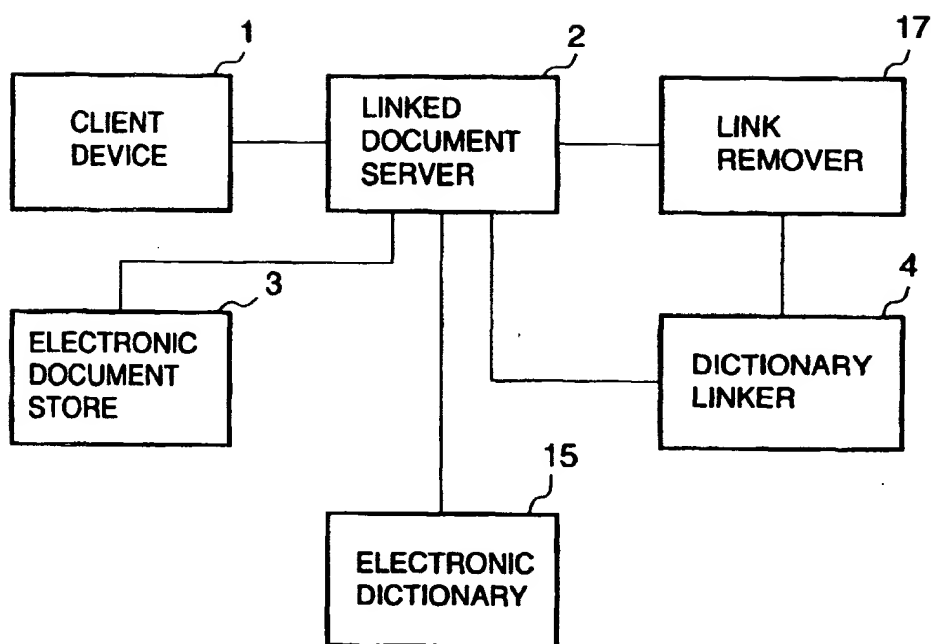 1
CLIENT
DEVICE
2
LINKED
DOCUMENT
SERVER
17
LINK
REMOVER
3
ELECTRONIC
DOCUMENT
STORE
4
DICTIONARY
LINKER
15
ELECTRONIC
DICTIONARY